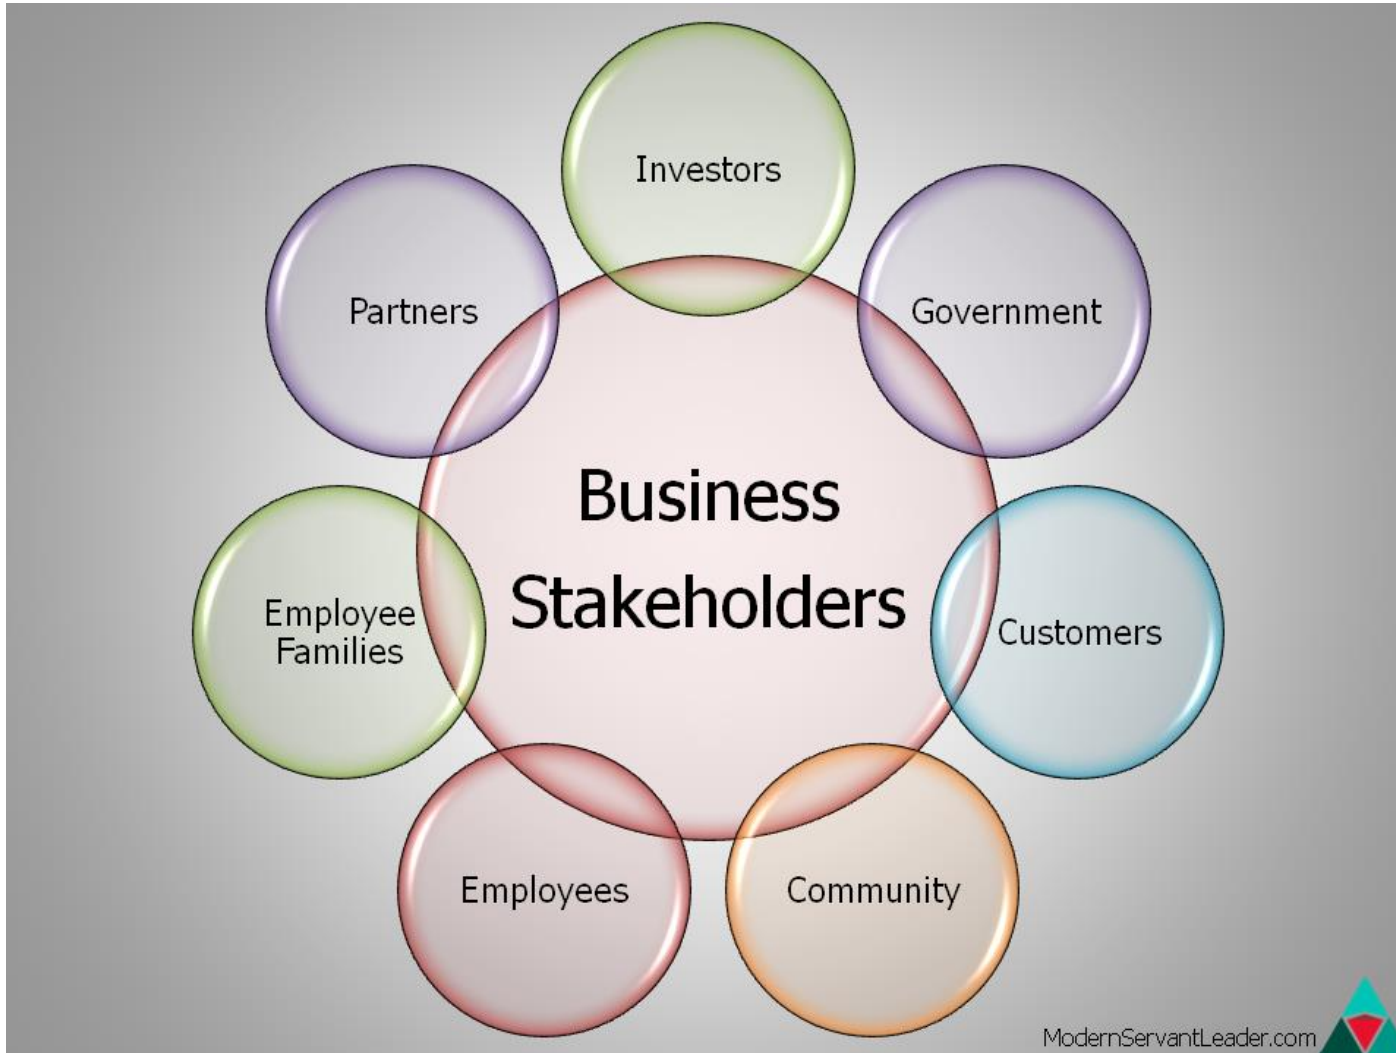 Investors
Partners
Government
Business
Stakeholders
Employee
Families
Customers
Employees
Community
ModernServantLeader.com